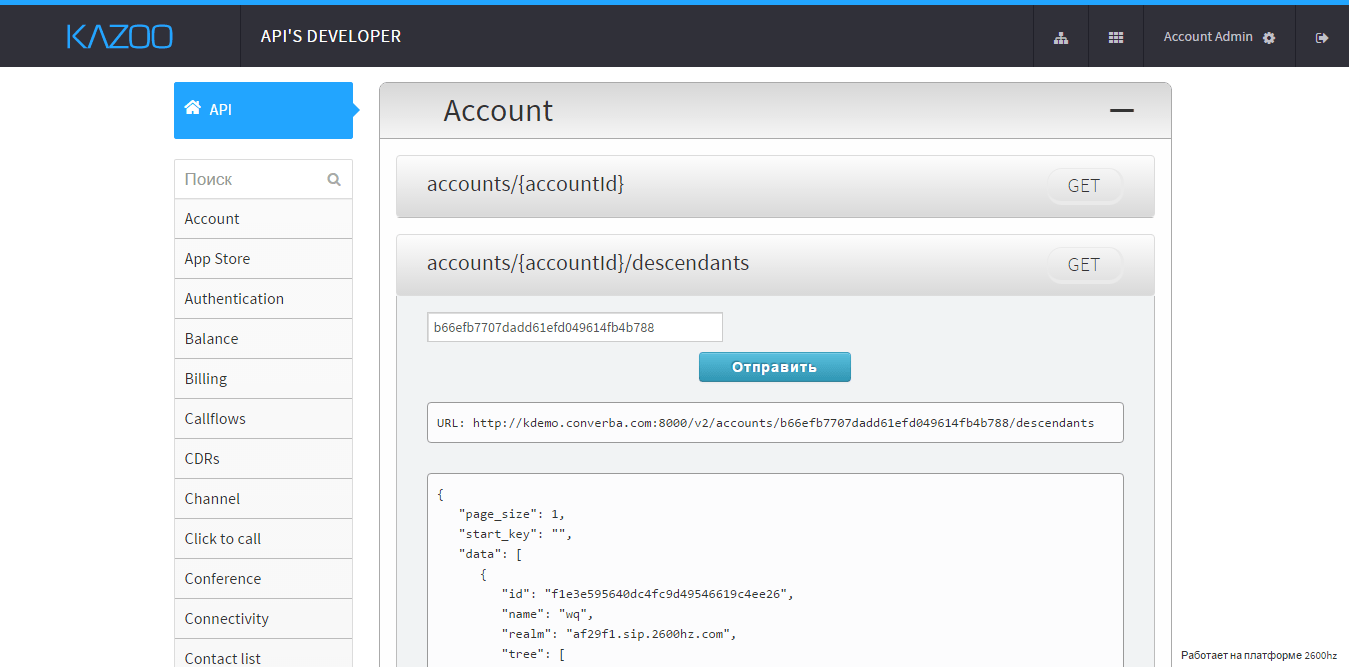 KAZOO
API'S DEVELOPER
Account Admin
API
Поиск
Account
App Store
Authentication
Balance
Billing
Callflows
CDRs
Channel
Click to call
Conference
Connectivity
Contact list
Account
accounts/{accountId}
GET
accounts/{accountId}/descendants
GET
b66efb7707dadd61efd049614fb4b788
Отправить
URL: http://kdemo.converba.com:8000/v2/accounts/b66efb7707dadd61efd049614fb4b788/descendants
{
"page_size": 1,
"start_key": "",
"data": [
{
"id": "f1e3e595640dc4fc9d49546619c4ee26",
"name": "wq",
"realm": "af29f1.sip.2600hz.com",
"tree": [
Работает на платформе 2600hz